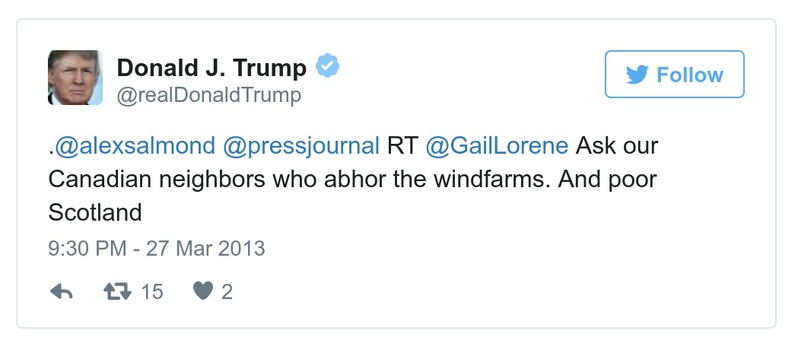 Donald J. Trump
@realDonaldTrump
Follow
.@alexsalmond @pressjournal RT @GailLorene Ask our
Canadian neighbors who abhor the windfarms. And poor
Scotland
9:30 PM - 27 Mar 2013
15 2